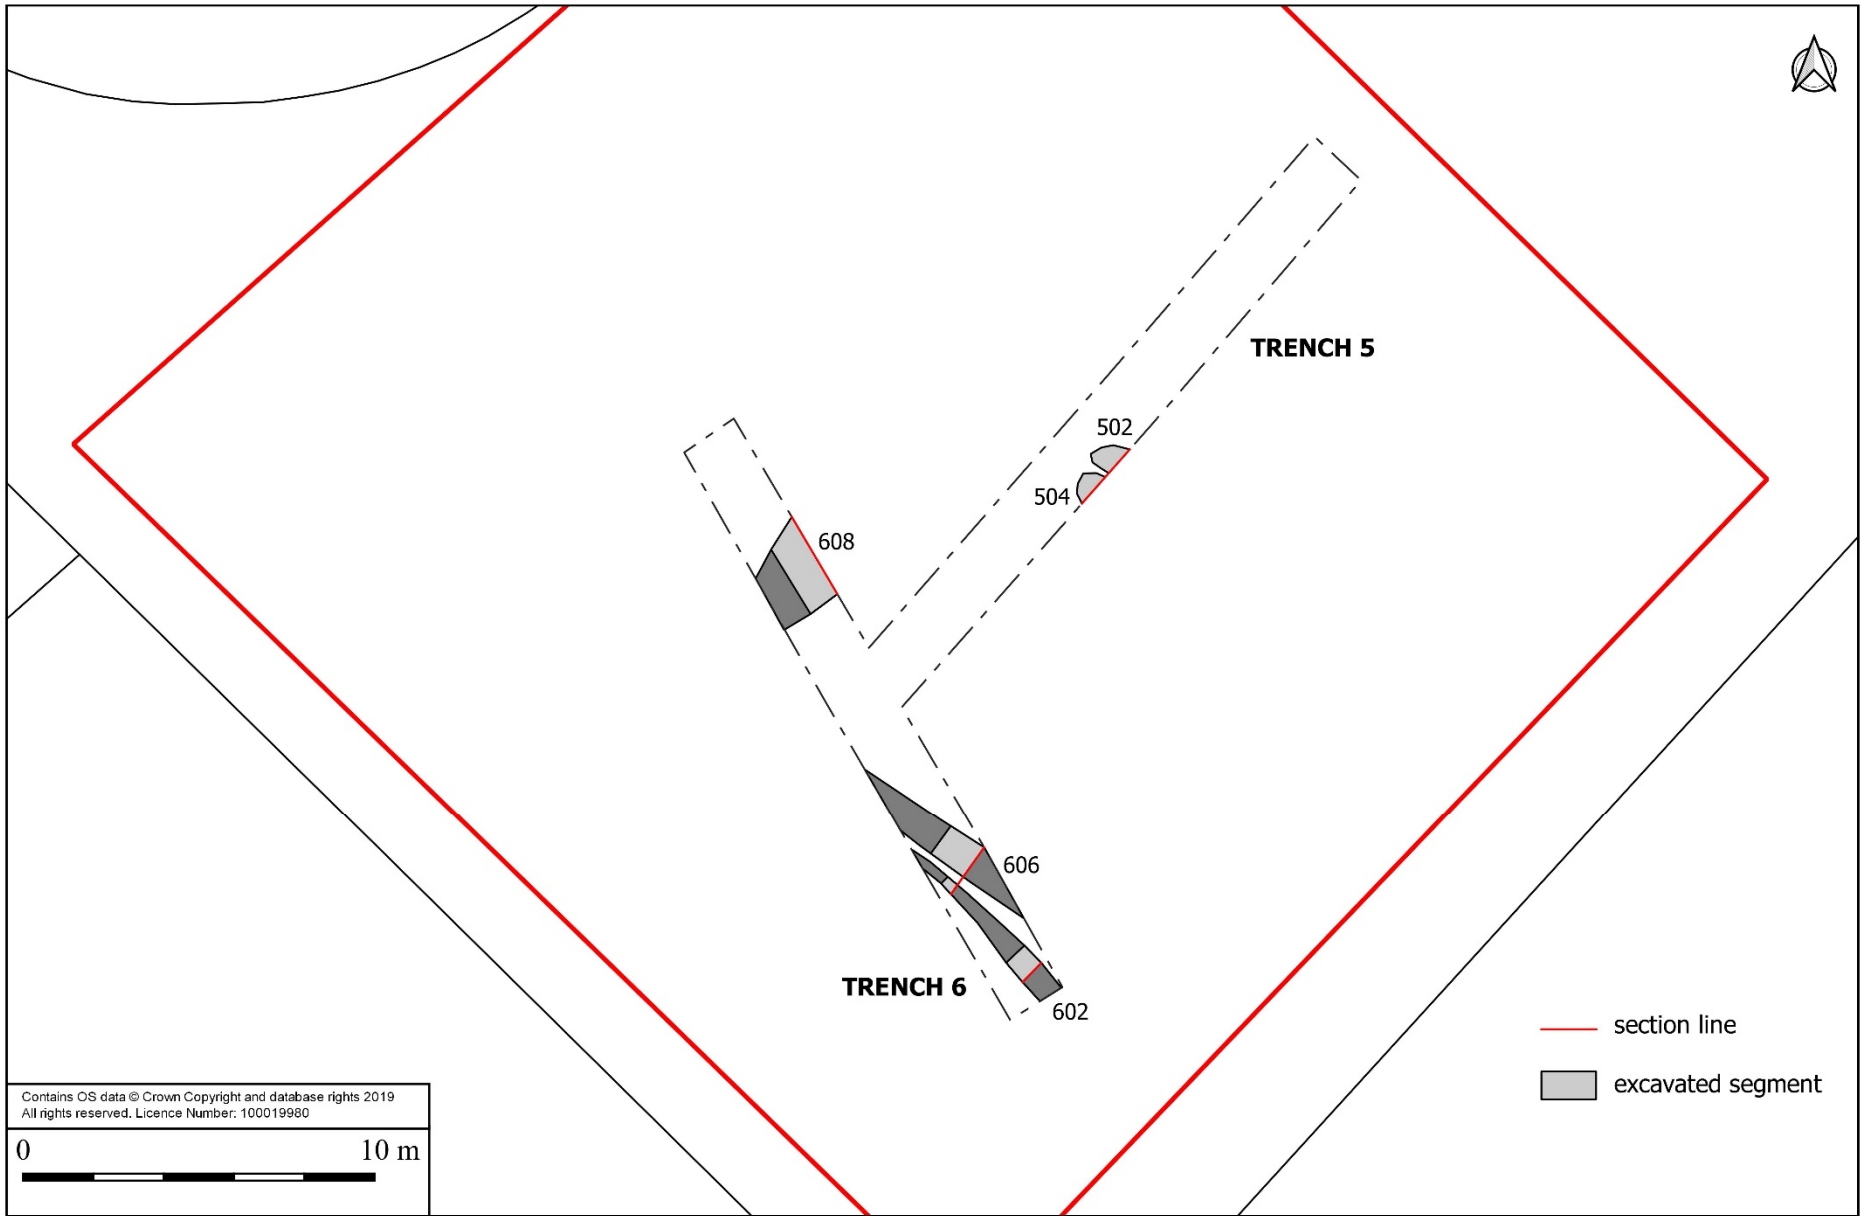 TRENCH 5
502
504
608
606
TRENCH 6
602
section line
excavated segment
Contains OS data © Crown Copyright and database rights 2019
All rights reserved. Licence Number: 100019980
0 10 m